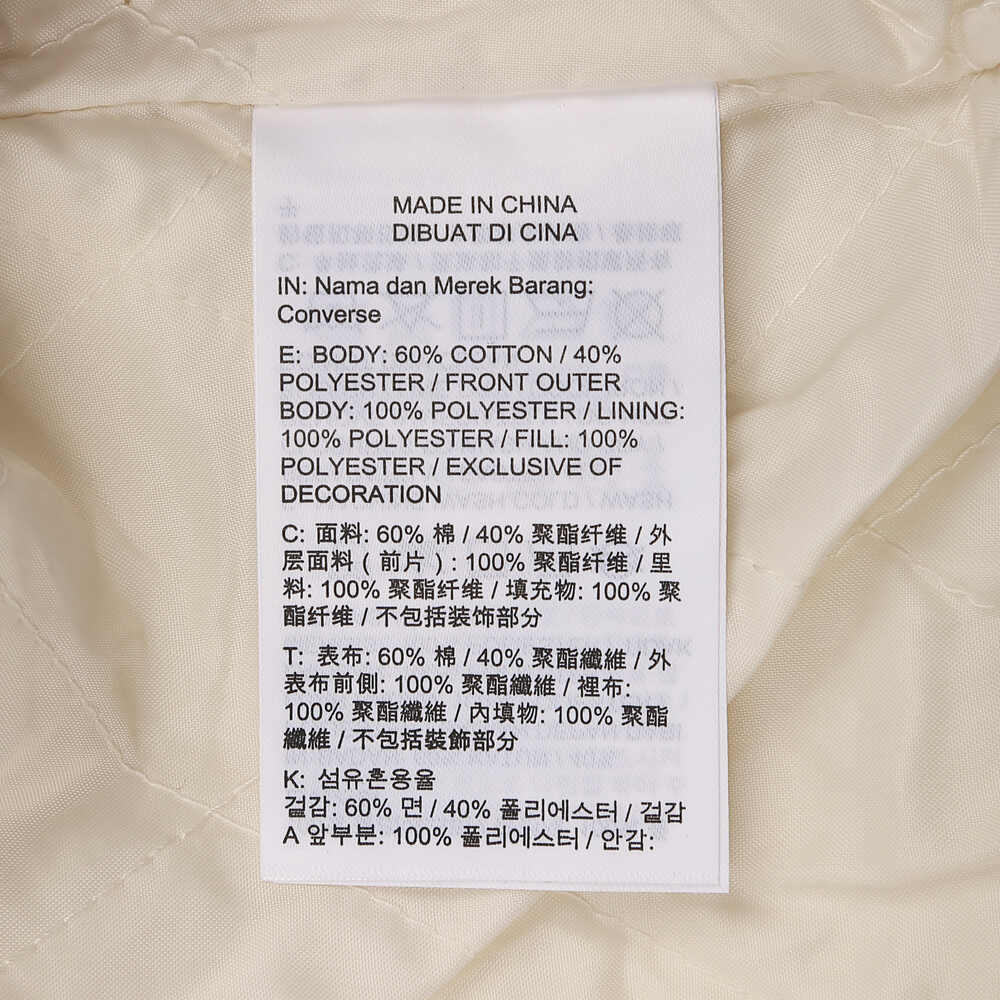 MADE IN CHINA
DIBUAT DI CINA
IN: Nama dan Merek Barang:
Converse
E: BODY: 60% COTTON / 40%
POLYESTER / FRONT OUTER
BODY: 100% POLYESTER / LINING:
100% POLYESTER / FILL: 100%
POLYESTER / EXCLUSIVE OF
DECORATION
C: 面料: 60% 棉 / 40% 聚酯纤维 / 外
层面料 ( 前片 ) : 100% 聚酯纤维 / 里
料: 100% 聚酯纤维 / 填充物: 100% 聚
酯纤维 / 不包括装饰部分
T: 表布: 60% 棉 / 40% 聚酯纖維 / 外
表布前側: 100% 聚酯纖維 / 裡布:
100% 聚酯纖維 / 內填物: 100% 聚酯
纖維 / 不包括裝飾部分
K: 섬유혼용율
겉감: 60% 면 / 40% 폴리에스터 / 겉감
A 앞부분: 100% 폴리에스터 / 안감: